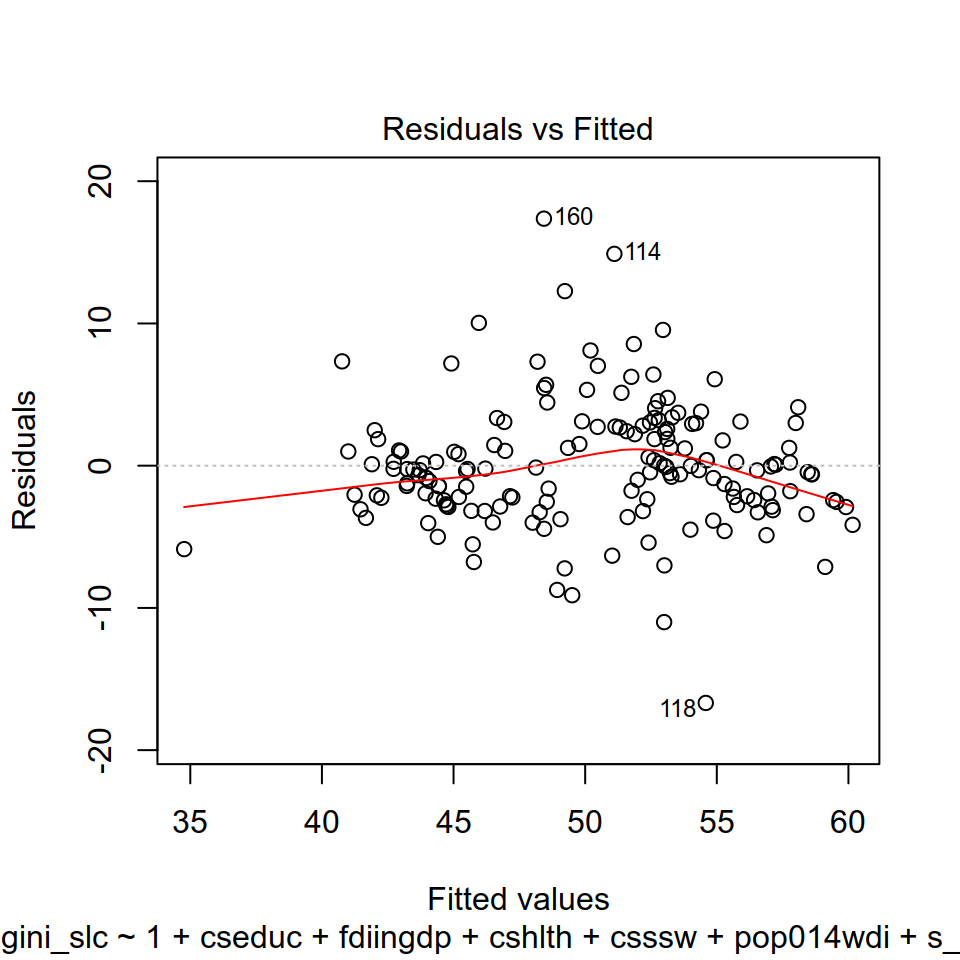 Residuals vs Fitted
20
10
0
-10
-20
Residuals
160
114
118
35 40 45 50 55 60
Fitted values
gini_slc ~ 1 + cseduc + fdiingdp + cshlth + csssw + pop014wdi + s_